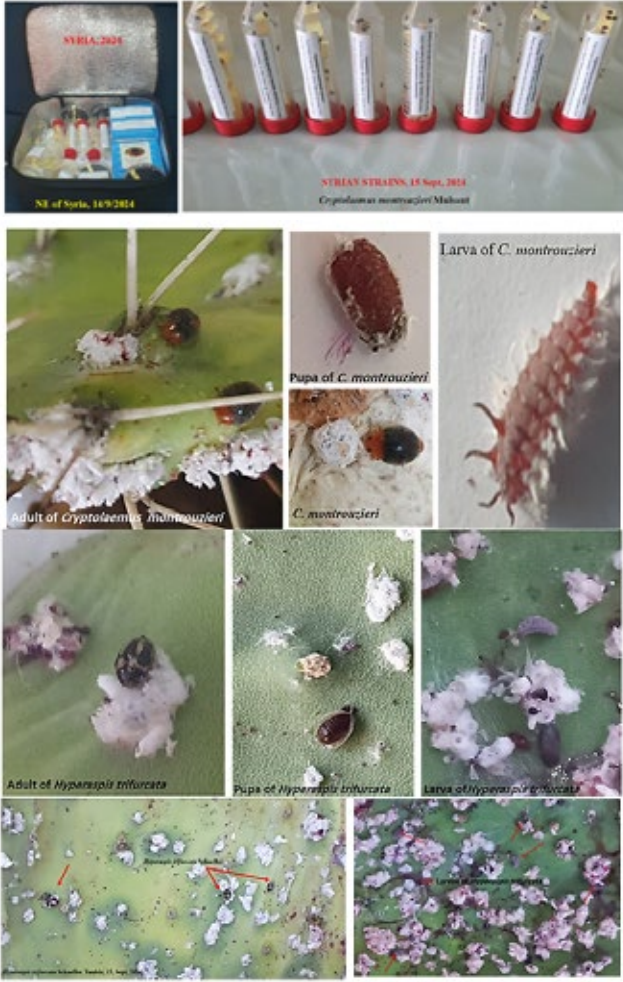 SYRIA, 2024
NE of Syria, 14/9/2024
SYRIAN STRAINS, 15 Sept, 2024
Cryptolaemus montrouzieri Mulsant
Larva of C. montrouzieri
Pupa of C. montrouzieri
C. montrouzieri
Adult of Cryptolaemus montrouzieri
Adult of Hyperaspis trifurcata
Pupa of Hyperaspis trifurcata
Larva of Hyperaspis trifurcata